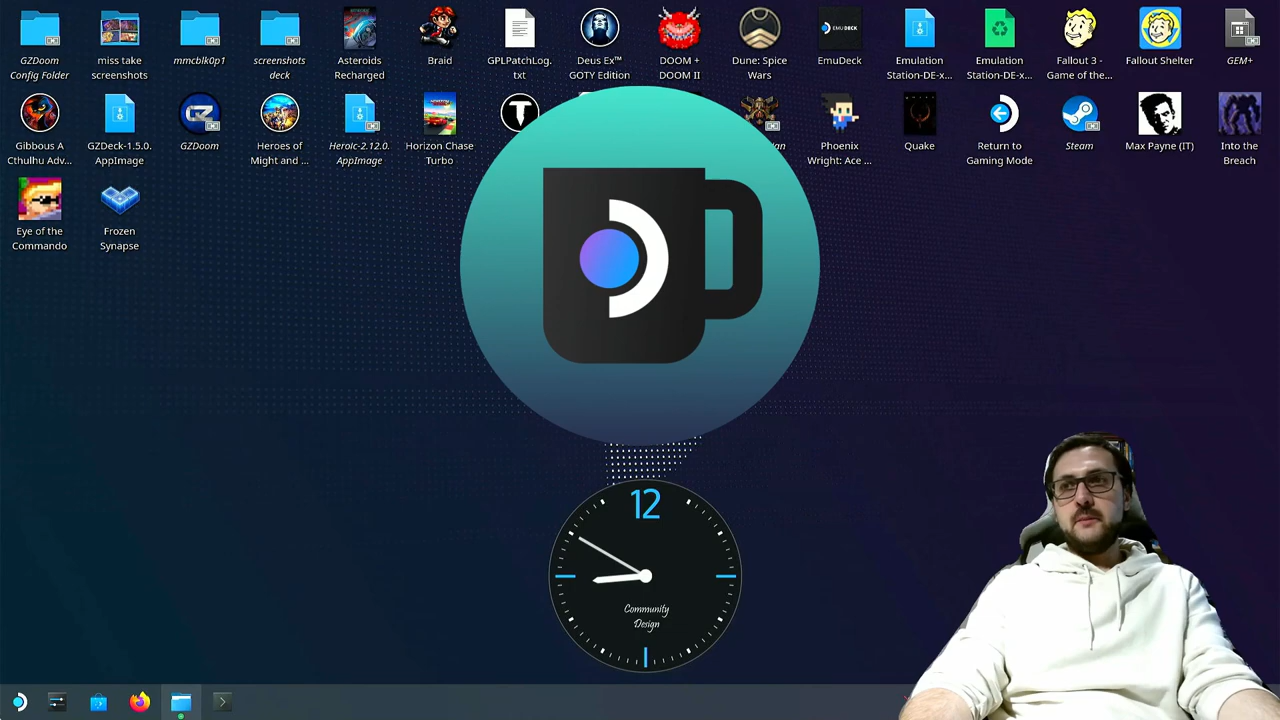 GZDoom
Config Folder
miss take
screenshots
mmcblk0p1
screenshots
deck
Asteroids
Recharged
Braid
GPLPatchLog.
txt
Deus Ex™
GOTY Edition
DOOM +
DOOM II
Dune: Spice
Wars
EMUDECK
EmuDeck
Emulation
Station-DE-x...
Emulation
Station-DE-x...
Fallout 3 -
Game of the...
Fallout Shelter
GEM+
Gibbous A
Cthulhu Adv...
GZDeck-1.5.0.
AppImage
GZDoom
Heroes of
Might and ...
Heroic-2.12.0.
AppImage
Horizon Chase
Turbo
Phoenix
Wright: Ace ...
Quake
Return to
Gaming Mode
Steam
Max Payne (IT)
Into the
Breach
Eye of the
Commando
Frozen
Synapse
12
Community
Design